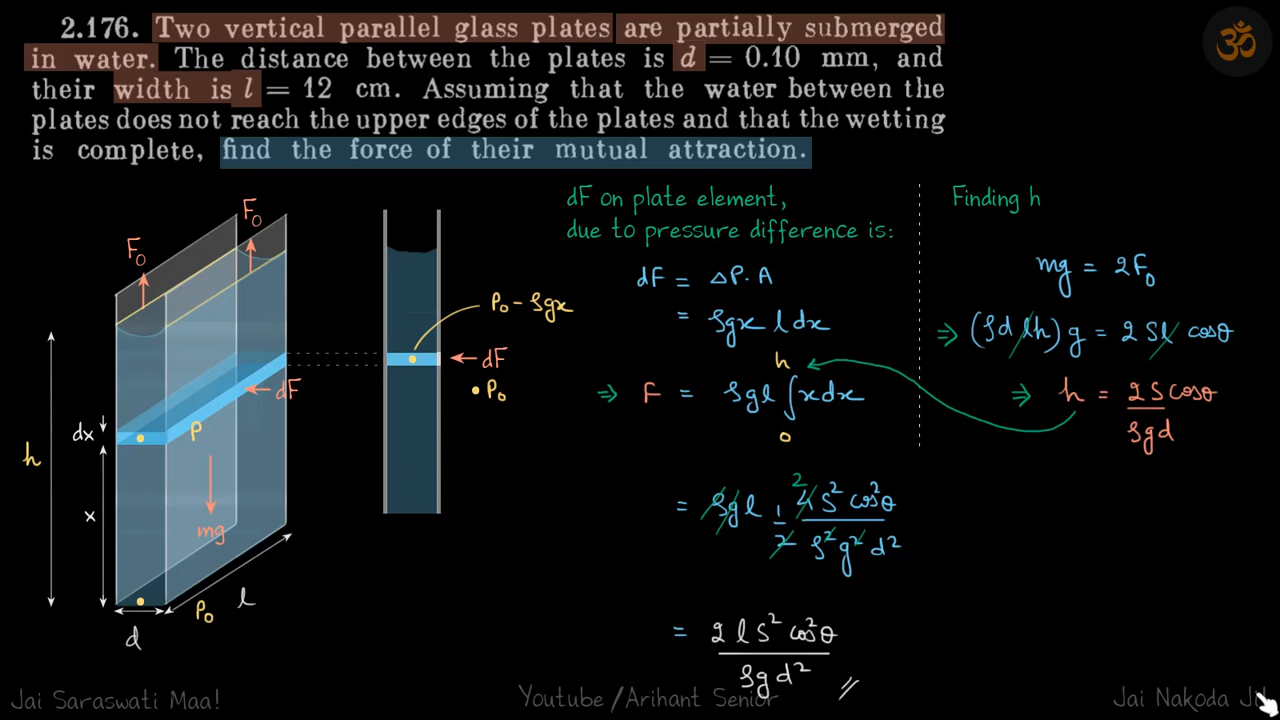 2.176. Two vertical parallel glass plates are partially submerged
in water. The distance between the plates is d = 0.10 mm, and
their width is l = 12 cm. Assuming that the water between the
plates does not reach the upper edges of the plates and that the wetting
is complete, find the force of their mutual attraction.
ॐ
F₀
F₀
h
dx
x
P
dF
mg
P₀
d
l
P₀ - ρgx
dF
P₀
dF on plate element,
due to pressure difference is:
dF = ΔP. A
= ρgx l dx
⇒ F = ρgl ∫₀ʰ x dx
= ρgl 1/2 4 2 S² cos²θ / ρ² g² d²
= 2 l S² cos²θ / ρg d² //
Finding h
mg = 2F₀
⇒ (ρd lh) g = 2 Sl cosθ
⇒ h = 2 S cosθ / ρgd
Jai Saraswati Maa!
Youtube /Arihant Senior
Jai Nakoda Ji